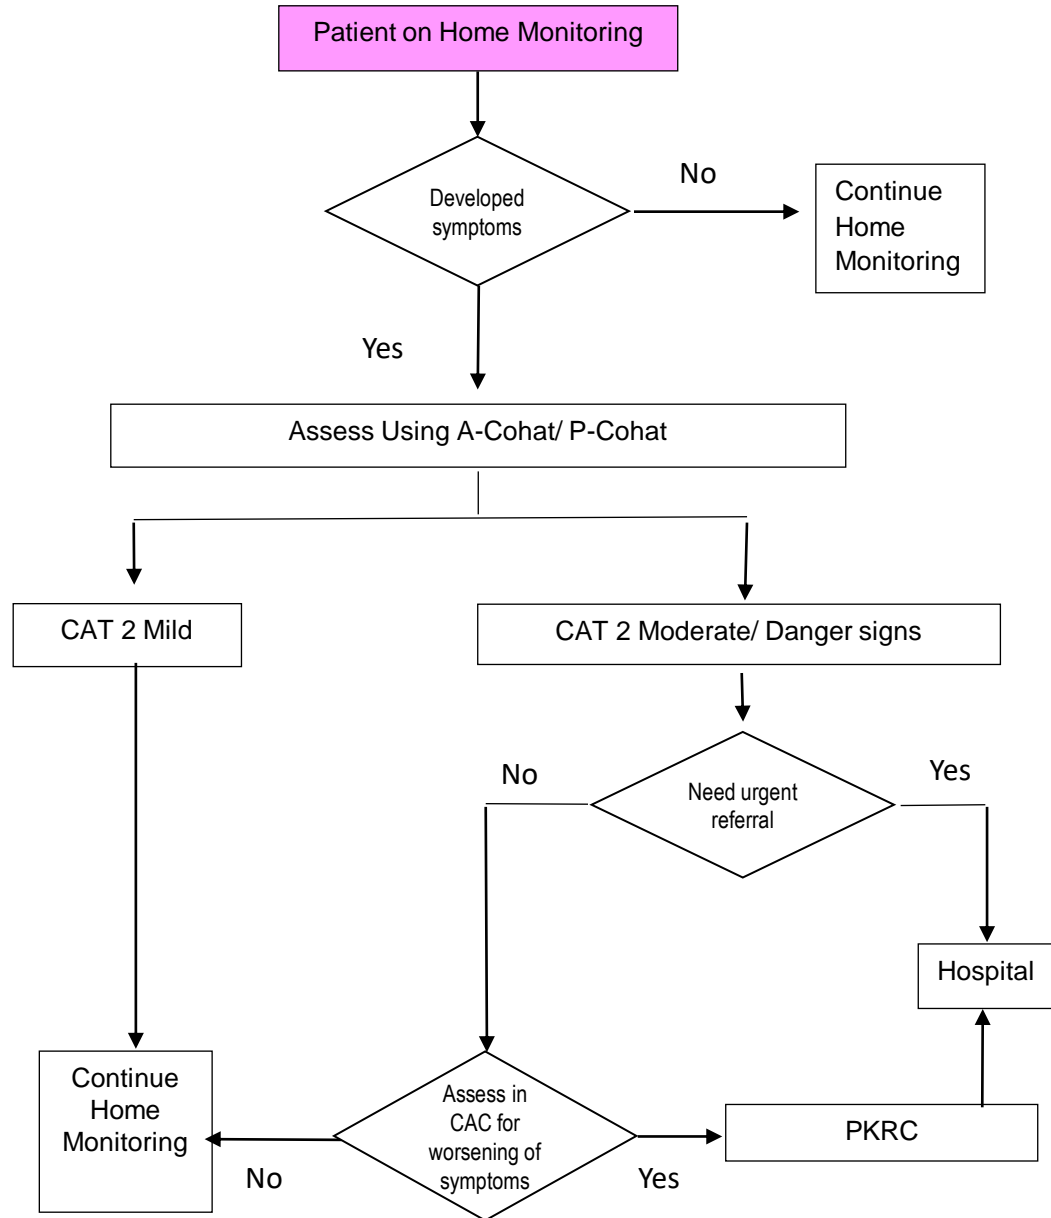 Patient on Home Monitoring
Developed
symptoms
No
Continue
Home
Monitoring
Yes
Assess Using A-Cohat/ P-Cohat
CAT 2 Mild
CAT 2 Moderate/ Danger signs
No
Need urgent
referral
Yes
Hospital
Continue
Home
Monitoring
No
Assess in
CAC for
worsening of
symptoms
Yes
PKRC